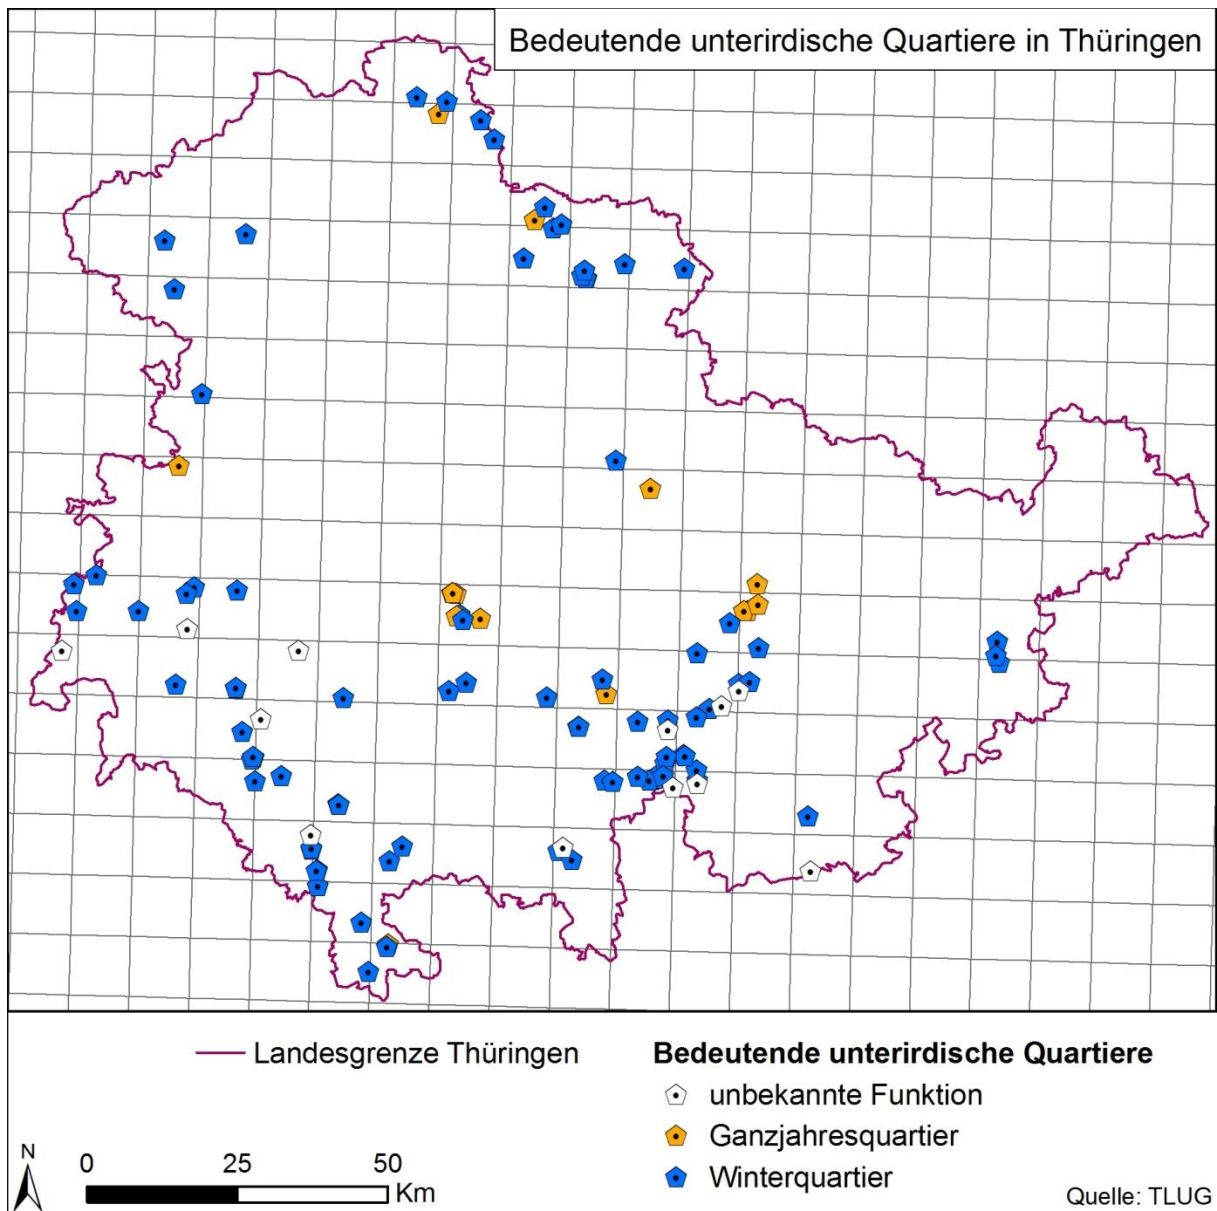 Bedeutende unterirdische Quartiere in Thüringen
Landesgrenze Thüringen
Bedeutende unterirdische Quartiere
unbekannte Funktion
Ganzjahresquartier
Winterquartier
N
0 25 50
Km
Quelle: TLUG